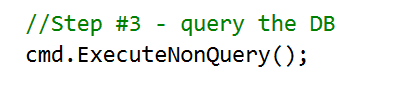 //Step #3 - query the DB
cmd.ExecuteNonQuery();